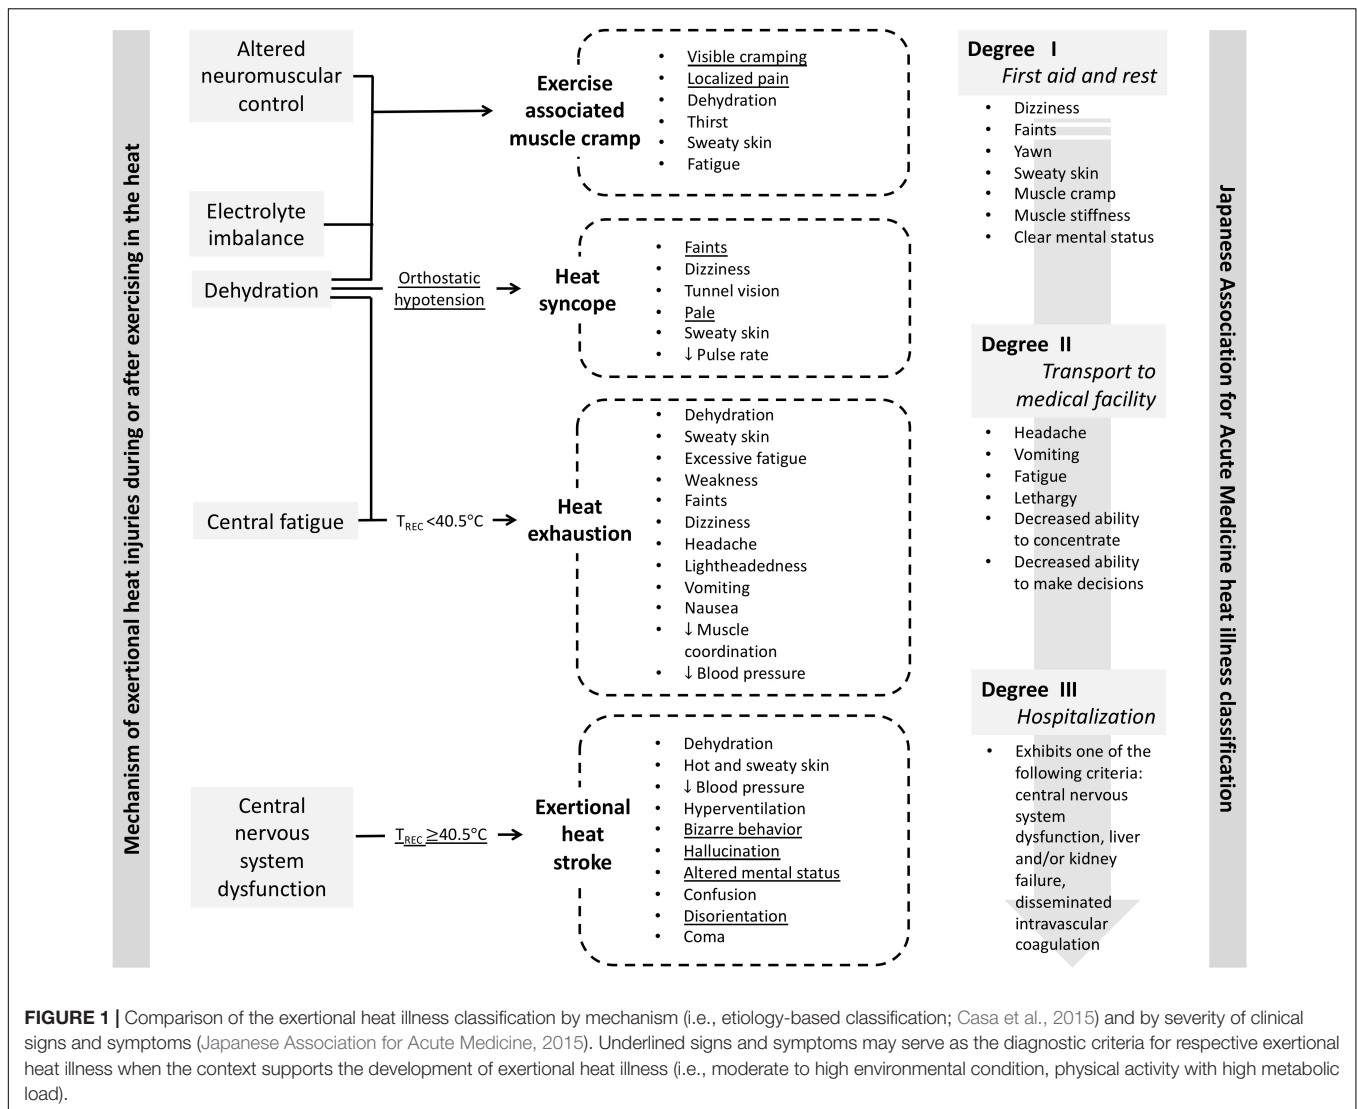 Mechanism of exertional heat injuries during or after exercising in the heat
Altered
neuromuscular
control
Electrolyte
imbalance
Dehydration
Orthostatic
hypotension
Central fatigue
TREC <40.5°C
Central
nervous
system
dysfunction
TREC ≧40.5°C
Exercise
associated
muscle cramp
• Visible cramping
• Localized pain
• Dehydration
• Thirst
• Sweaty skin
• Fatigue
Heat
syncope
• Faints
• Dizziness
• Tunnel vision
• Pale
• Sweaty skin
• ↓ Pulse rate
Heat
exhaustion
• Dehydration
• Sweaty skin
• Excessive fatigue
• Weakness
• Faints
• Dizziness
• Headache
• Lightheadedness
• Vomiting
• Nausea
• ↓ Muscle
coordination
• ↓ Blood pressure
Exertional
heat
stroke
• Dehydration
• Hot and sweaty skin
• ↓ Blood pressure
• Hyperventilation
• Bizarre behavior
• Hallucination
• Altered mental status
• Confusion
• Disorientation
• Coma
Degree I
First aid and rest
• Dizziness
• Faints
• Yawn
• Sweaty skin
• Muscle cramp
• Muscle stiffness
• Clear mental status
Degree II
Transport to
medical facility
• Headache
• Vomiting
• Fatigue
• Lethargy
• Decreased ability
to concentrate
• Decreased ability
to make decisions
Degree III
Hospitalization
• Exhibits one of the
following criteria:
central nervous
system
dysfunction, liver
and/or kidney
failure,
disseminated
intravascular
coagulation
Japanese Association for Acute Medicine heat illness classification
FIGURE 1 | Comparison of the exertional heat illness classification by mechanism (i.e., etiology-based classification; Casa et al., 2015) and by severity of clinical
signs and symptoms (Japanese Association for Acute Medicine, 2015). Underlined signs and symptoms may serve as the diagnostic criteria for respective exertional
heat illness when the context supports the development of exertional heat illness (i.e., moderate to high environmental condition, physical activity with high metabolic
load).